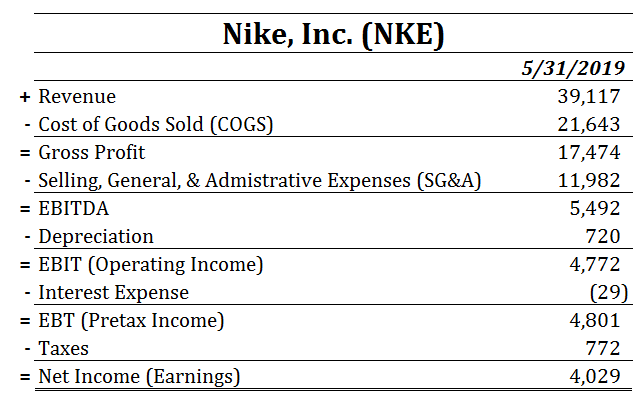 Nike, Inc. (NKE)
5/31/2019
+ Revenue 39,117
- Cost of Goods Sold (COGS) 21,643
= Gross Profit 17,474
- Selling, General, & Admistrative Expenses (SG&A) 11,982
= EBITDA 5,492
- Depreciation 720
= EBIT (Operating Income) 4,772
- Interest Expense (29)
= EBT (Pretax Income) 4,801
- Taxes 772
= Net Income (Earnings) 4,029